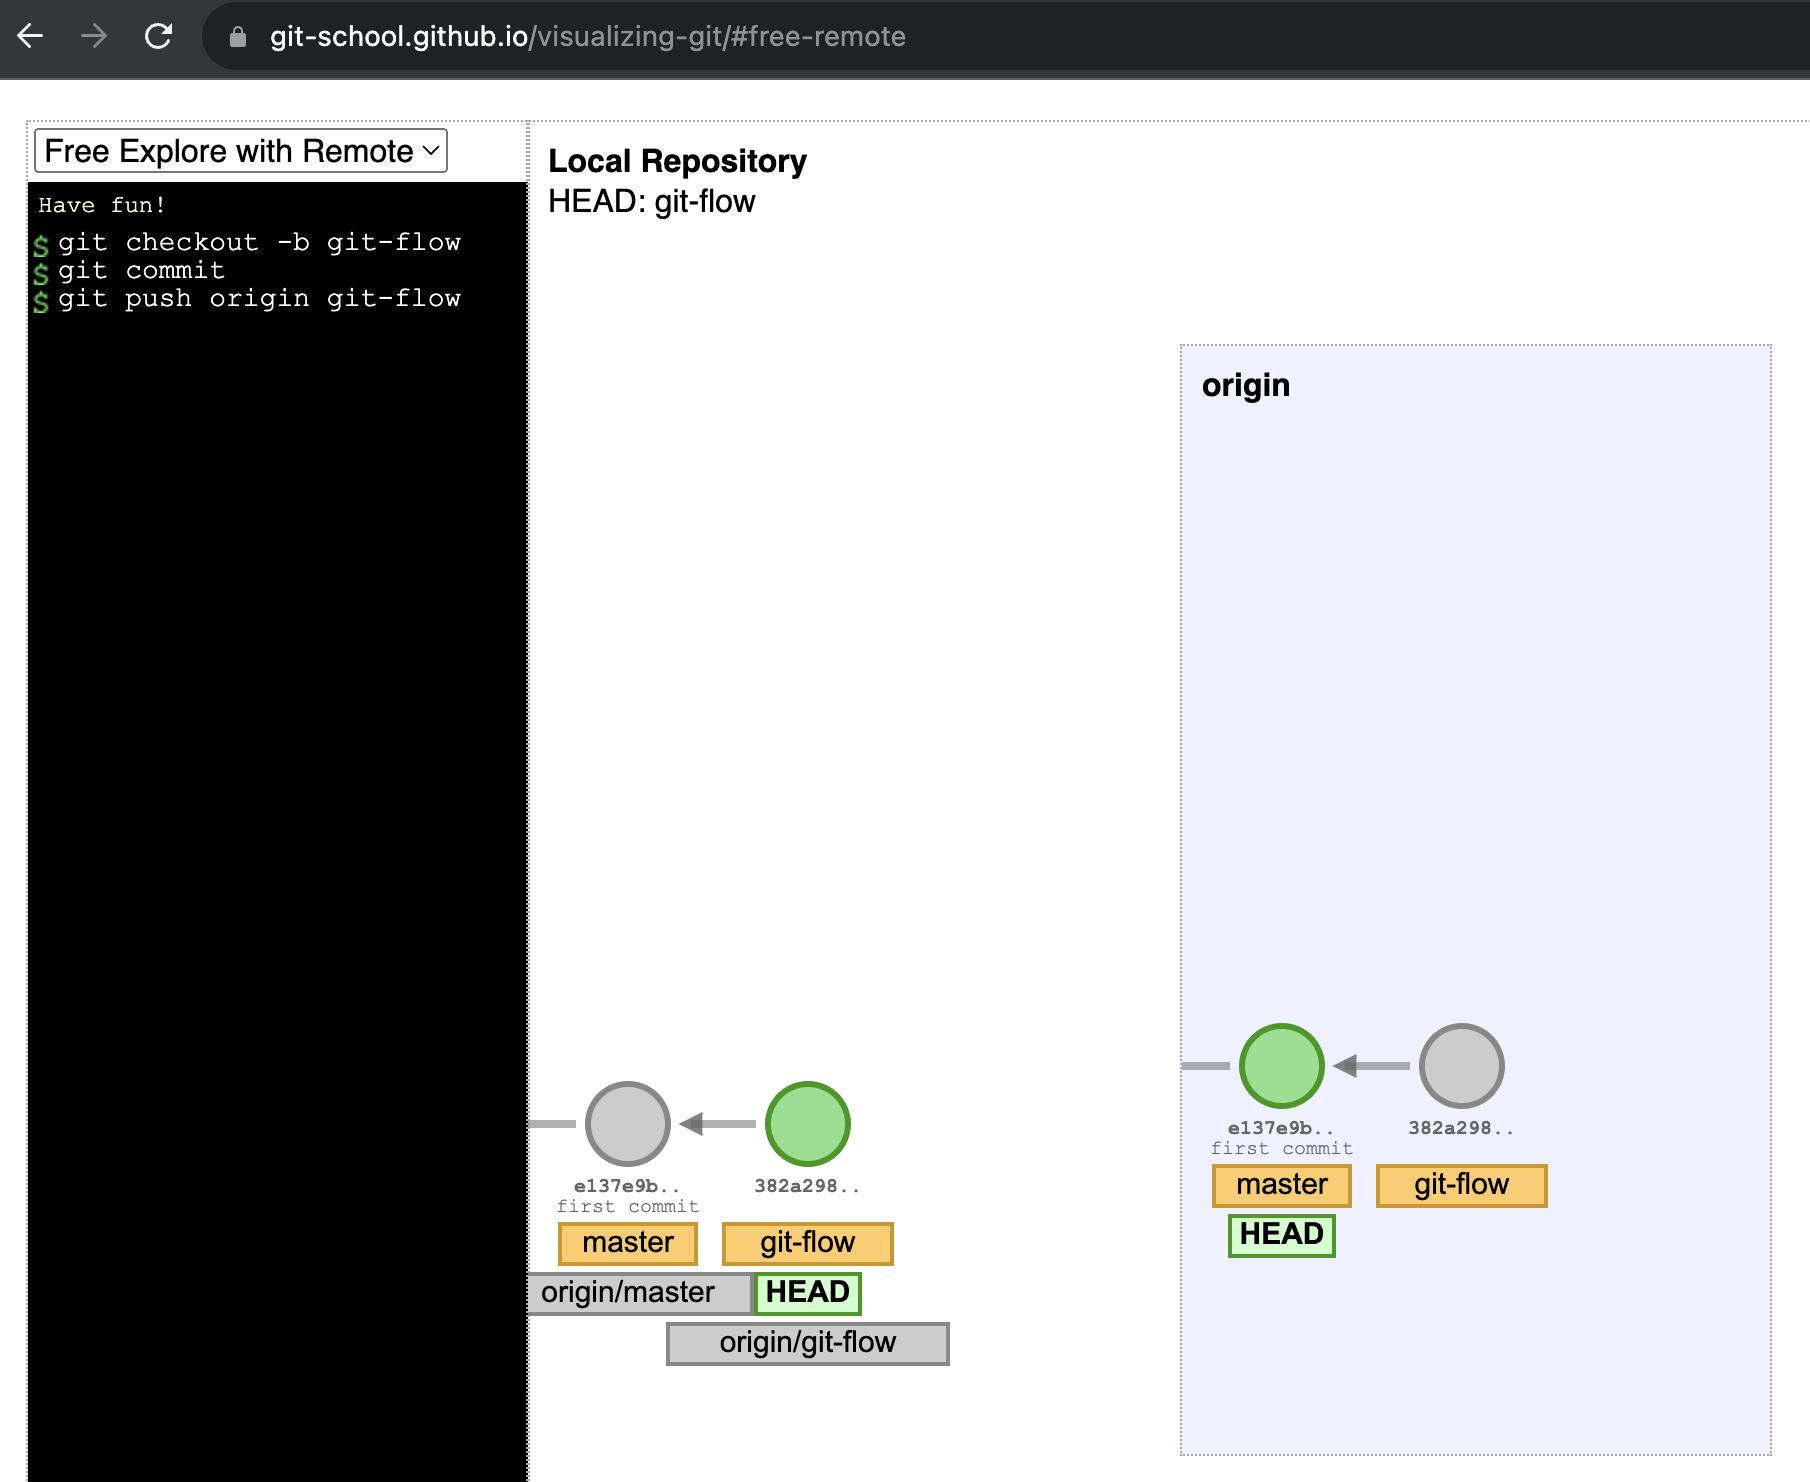 git-school.github.io/visualizing-git/#free-remote
Free Explore with Remote
Have fun!
$ git checkout -b git-flow
$ git commit
$ git push origin git-flow
Local Repository
HEAD: git-flow
e137e9b.. 382a298..
first commit
master git-flow
origin/master HEAD
origin/git-flow
origin
e137e9b.. 382a298..
first commit
master git-flow
HEAD